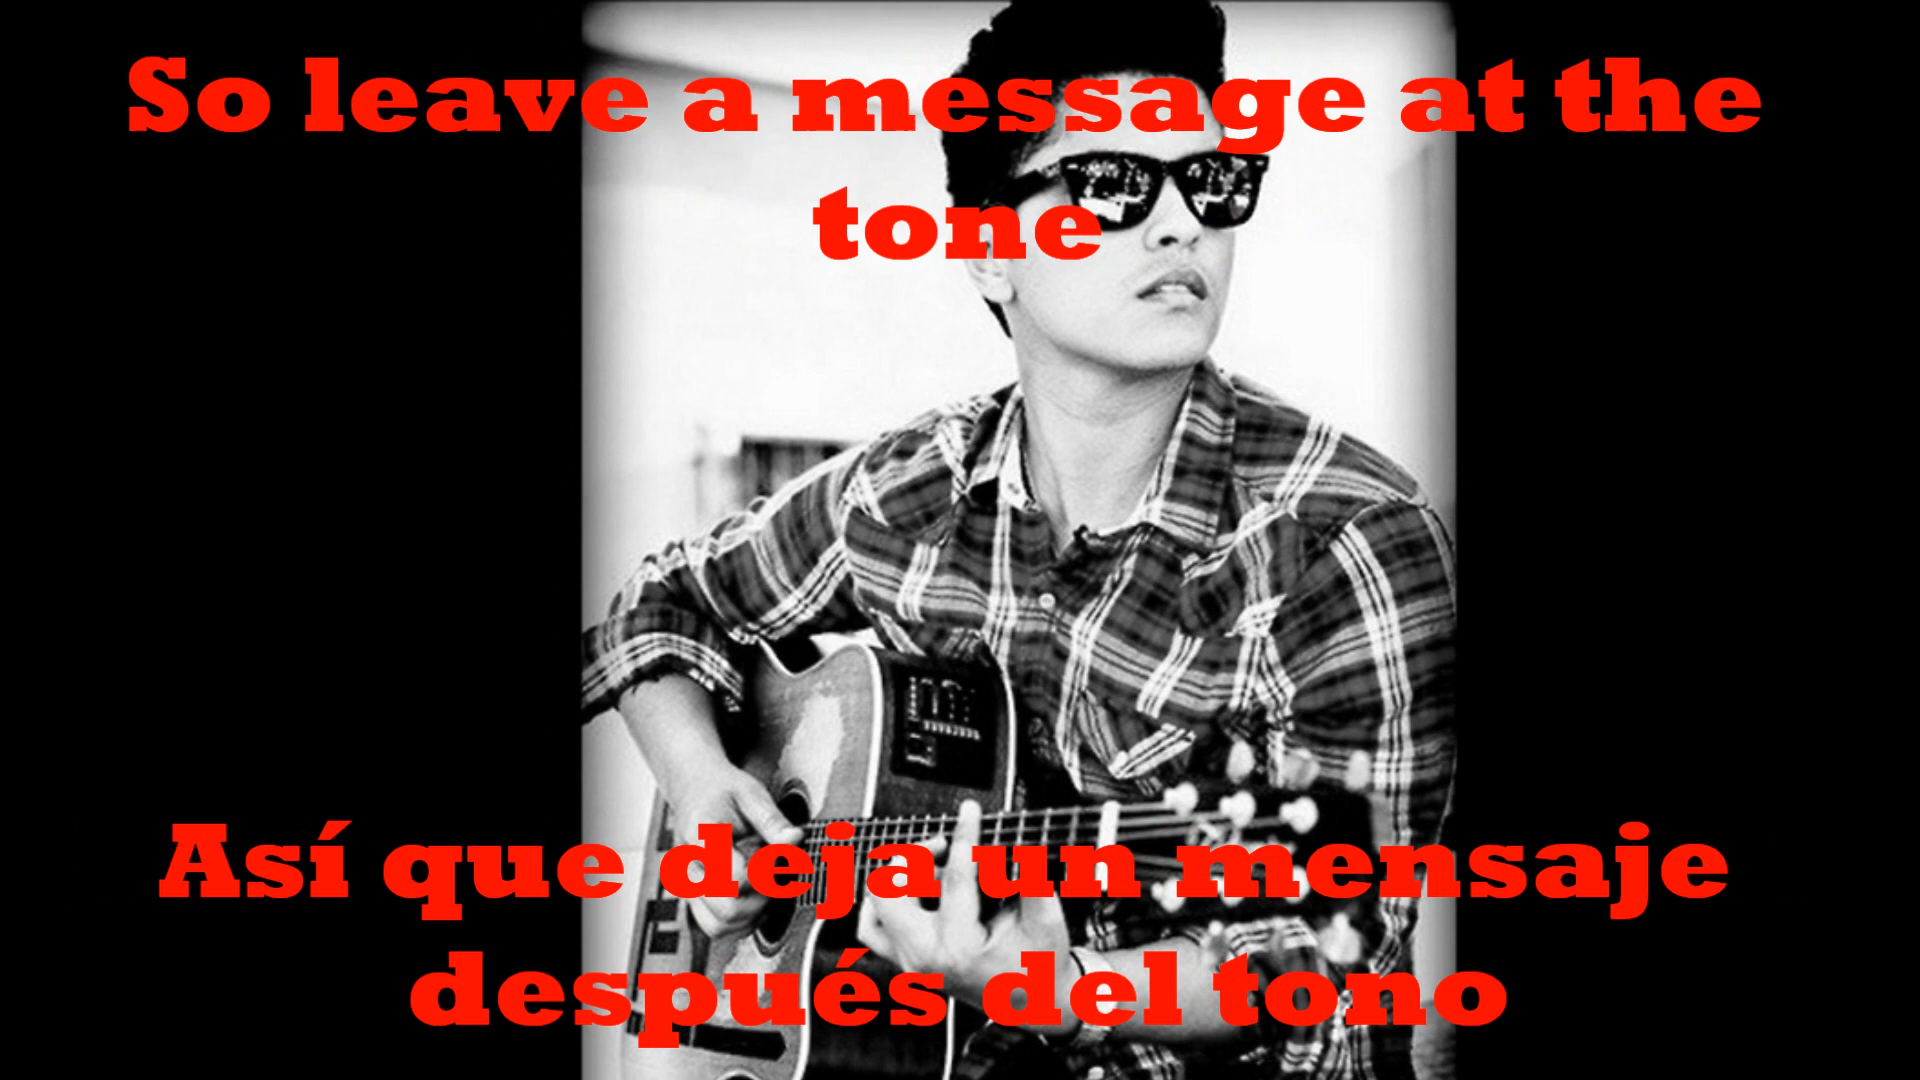 So leave a message at the
tone
Así que deja un mensaje
después del tono